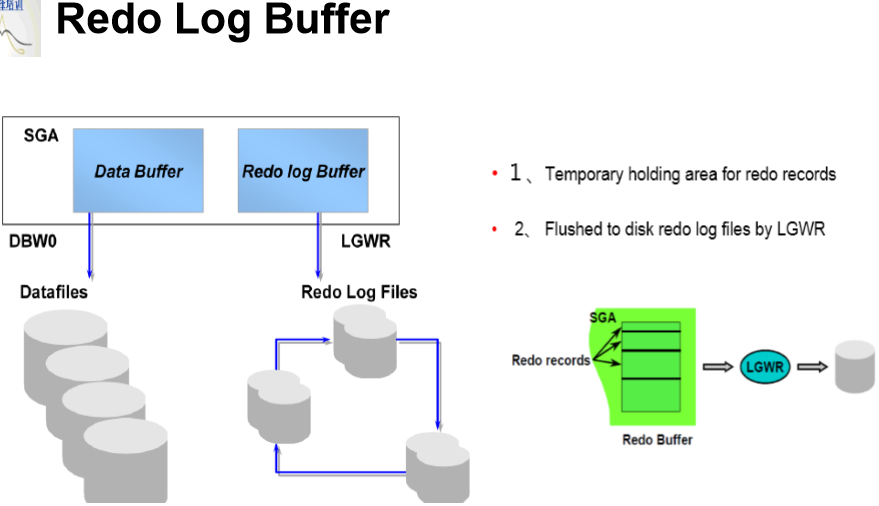 Redo Log Buffer
SGA
Data Buffer
Redo log Buffer
DBW0
LGWR
Datafiles
Redo Log Files
• 1、Temporary holding area for redo records
• 2、Flushed to disk redo log files by LGWR
SGA
Redo records
LGWR
Redo Buffer